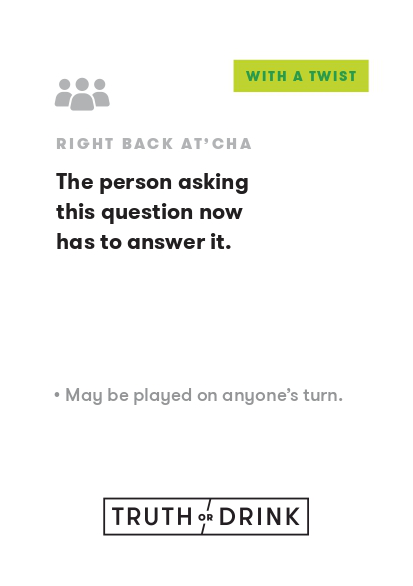 WITH A TWIST
RIGHT BACK AT’CHA
The person asking
this question now
has to answer it.
• May be played on anyone’s turn.
TRUTH OR DRINK